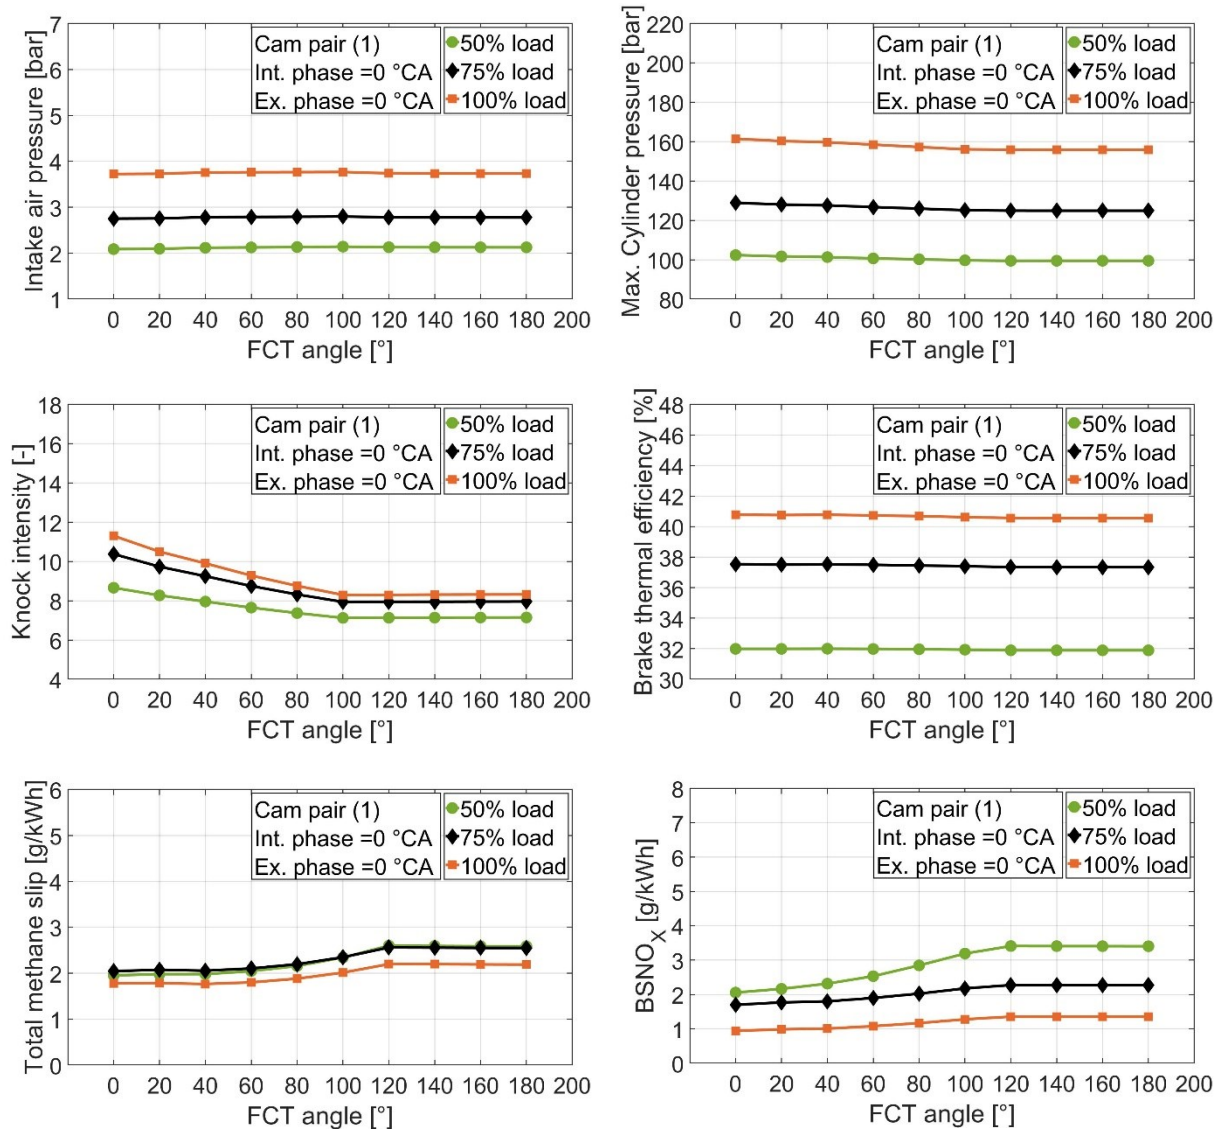 Intake air pressure [bar]
7
6
5
4
3
2
1
Cam pair (1)
Int. phase =0 °CA
Ex. phase =0 °CA
50% load
75% load
100% load
0 20 40 60 80 100 120 140 160 180 200
FCT angle [°]
Max. Cylinder pressure [bar]
220
200
180
160
140
120
100
80
Cam pair (1)
Int. phase =0 °CA
Ex. phase =0 °CA
50% load
75% load
100% load
0 20 40 60 80 100 120 140 160 180 200
FCT angle [°]
Knock intensity [-]
18
16
14
12
10
8
6
4
Cam pair (1)
Int. phase =0 °CA
Ex. phase =0 °CA
50% load
75% load
100% load
0 20 40 60 80 100 120 140 160 180 200
FCT angle [°]
Brake thermal efficiency [%]
48
46
44
42
40
38
36
34
32
30
Cam pair (1)
Int. phase =0 °CA
Ex. phase =0 °CA
50% load
75% load
100% load
0 20 40 60 80 100 120 140 160 180 200
FCT angle [°]
Total methane slip [g/kWh]
6
5
4
3
2
1
0
Cam pair (1)
Int. phase =0 °CA
Ex. phase =0 °CA
50% load
75% load
100% load
0 20 40 60 80 100 120 140 160 180 200
FCT angle [°]
BSNOX [g/kWh]
8
7
6
5
4
3
2
1
0
Cam pair (1)
Int. phase =0 °CA
Ex. phase =0 °CA
50% load
75% load
100% load
0 20 40 60 80 100 120 140 160 180 200
FCT angle [°]